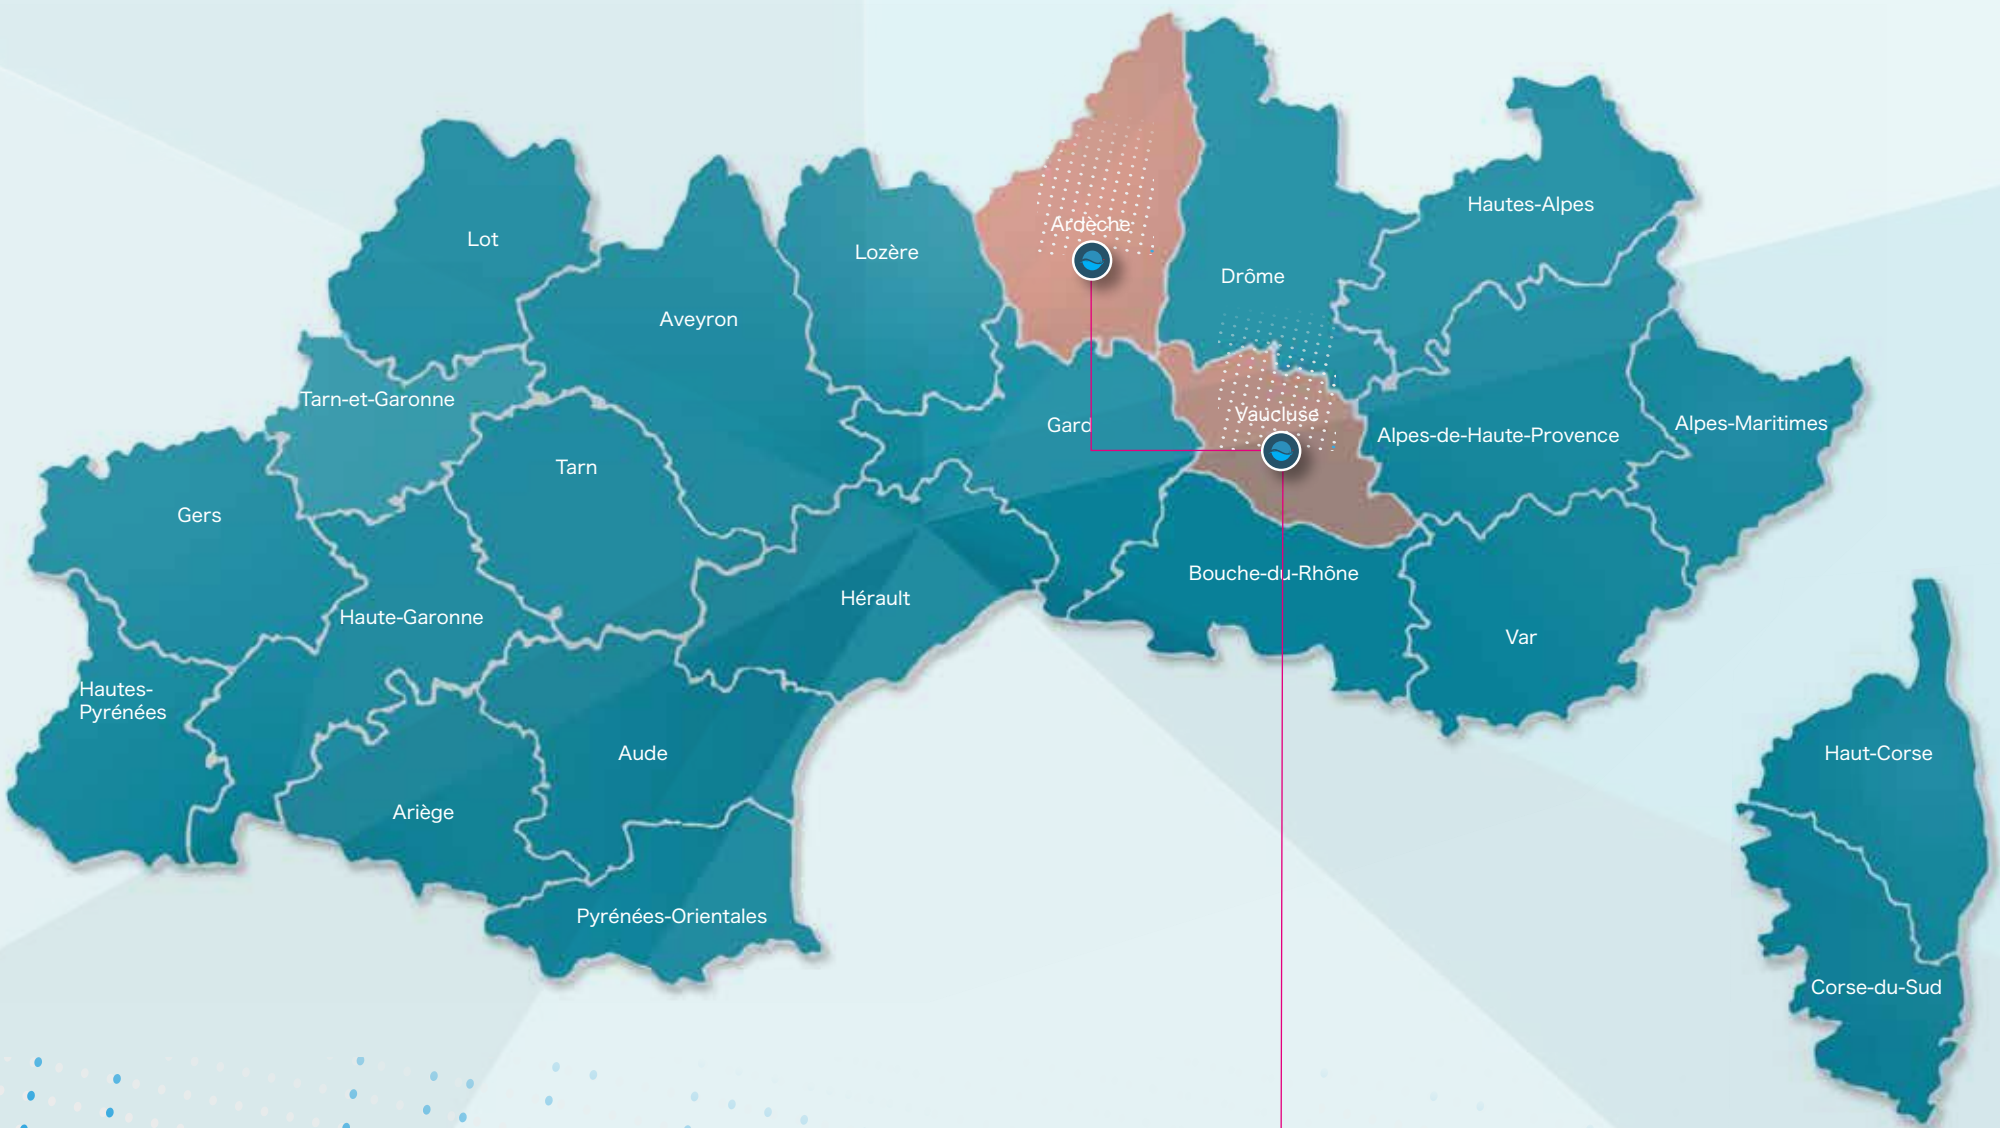 Hautes-Alpes
Ardèche
Lot
Lozère
Drôme
Aveyron
Tarn-et-Garonne
Vaucluse
Gard
Alpes-Maritimes
Alpes-de-Haute-Provence
Tarn
Gers
Bouche-du-Rhône
Hérault
Haute-Garonne
Var
Hautes-
Pyrénées
Aude
Haut-Corse
Ariège
Pyrénées-Orientales
Corse-du-Sud